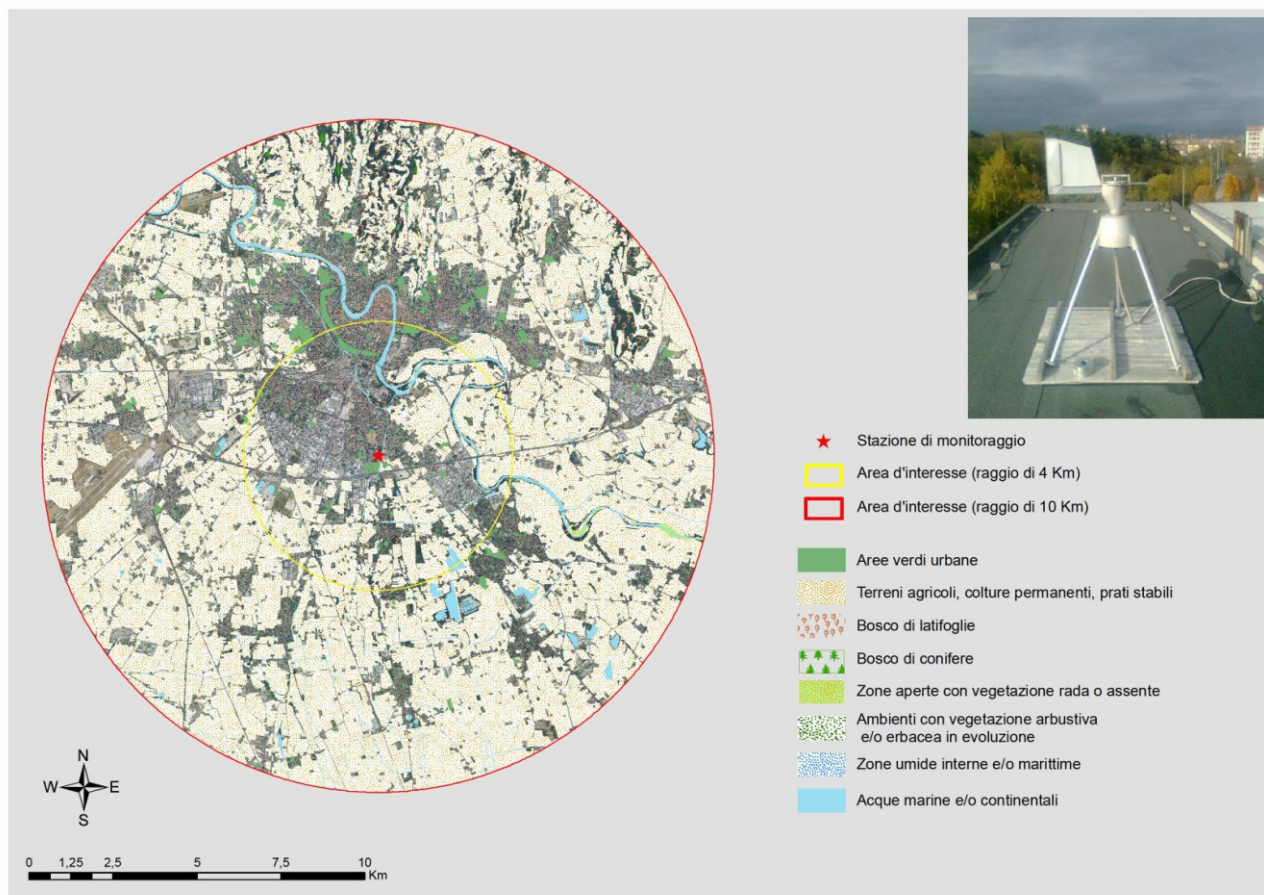 Stazione di monitoraggio
Area d'interesse (raggio di 4 Km)
Area d'interesse (raggio di 10 Km)
Aree verdi urbane
Terreni agricoli, colture permanenti, prati stabili
Bosco di latifoglie
Bosco di conifere
Zone aperte con vegetazione rada o assente
Ambienti con vegetazione arbustiva
e/o erbacea in evoluzione
Zone umide interne e/o marittime
Acque marine e/o continentali
N
W E
S
0 1,25 2,5 5 7,5 10
Km